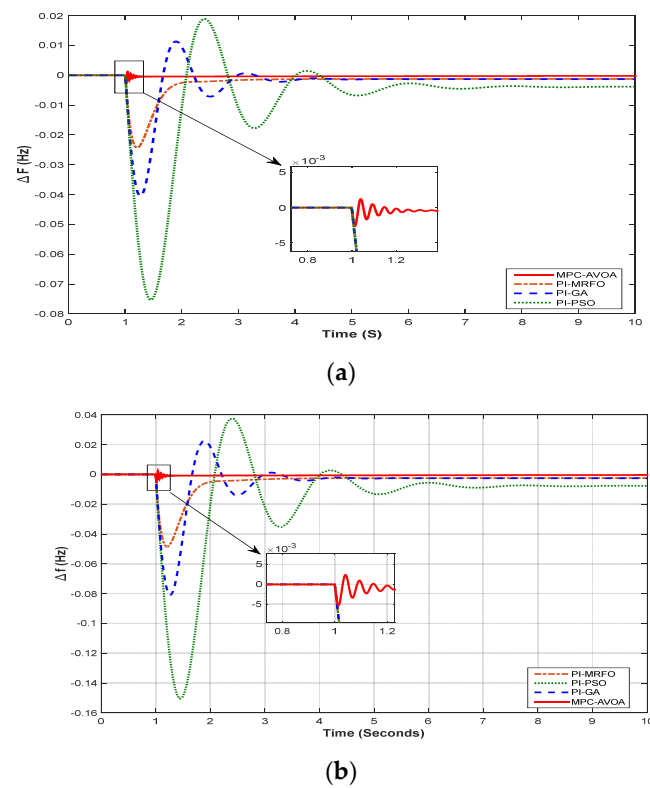 0.02
0.01
0
-0.01
-0.02
-0.03
-0.04
-0.05
-0.06
-0.07
-0.08
Δ F (Hz)
×10⁻³
5
0
-5
0.8 1 1.2
MPC-AVOA
PI-MRFO
PI-GA
PI-PSO
0 1 2 3 4 5 6 7 8 9 10
Time (S)
(a)
0.04
0.02
0
-0.02
-0.04
-0.06
-0.08
-0.1
-0.12
-0.14
-0.16
Δ f (Hz)
×10⁻³
5
0
-5
0.8 1 1.2
PI-MRFO
PI-PSO
PI-GA
MPC-AVOA
0 1 2 3 4 5 6 7 8 9 10
Time (Seconds)
(b)